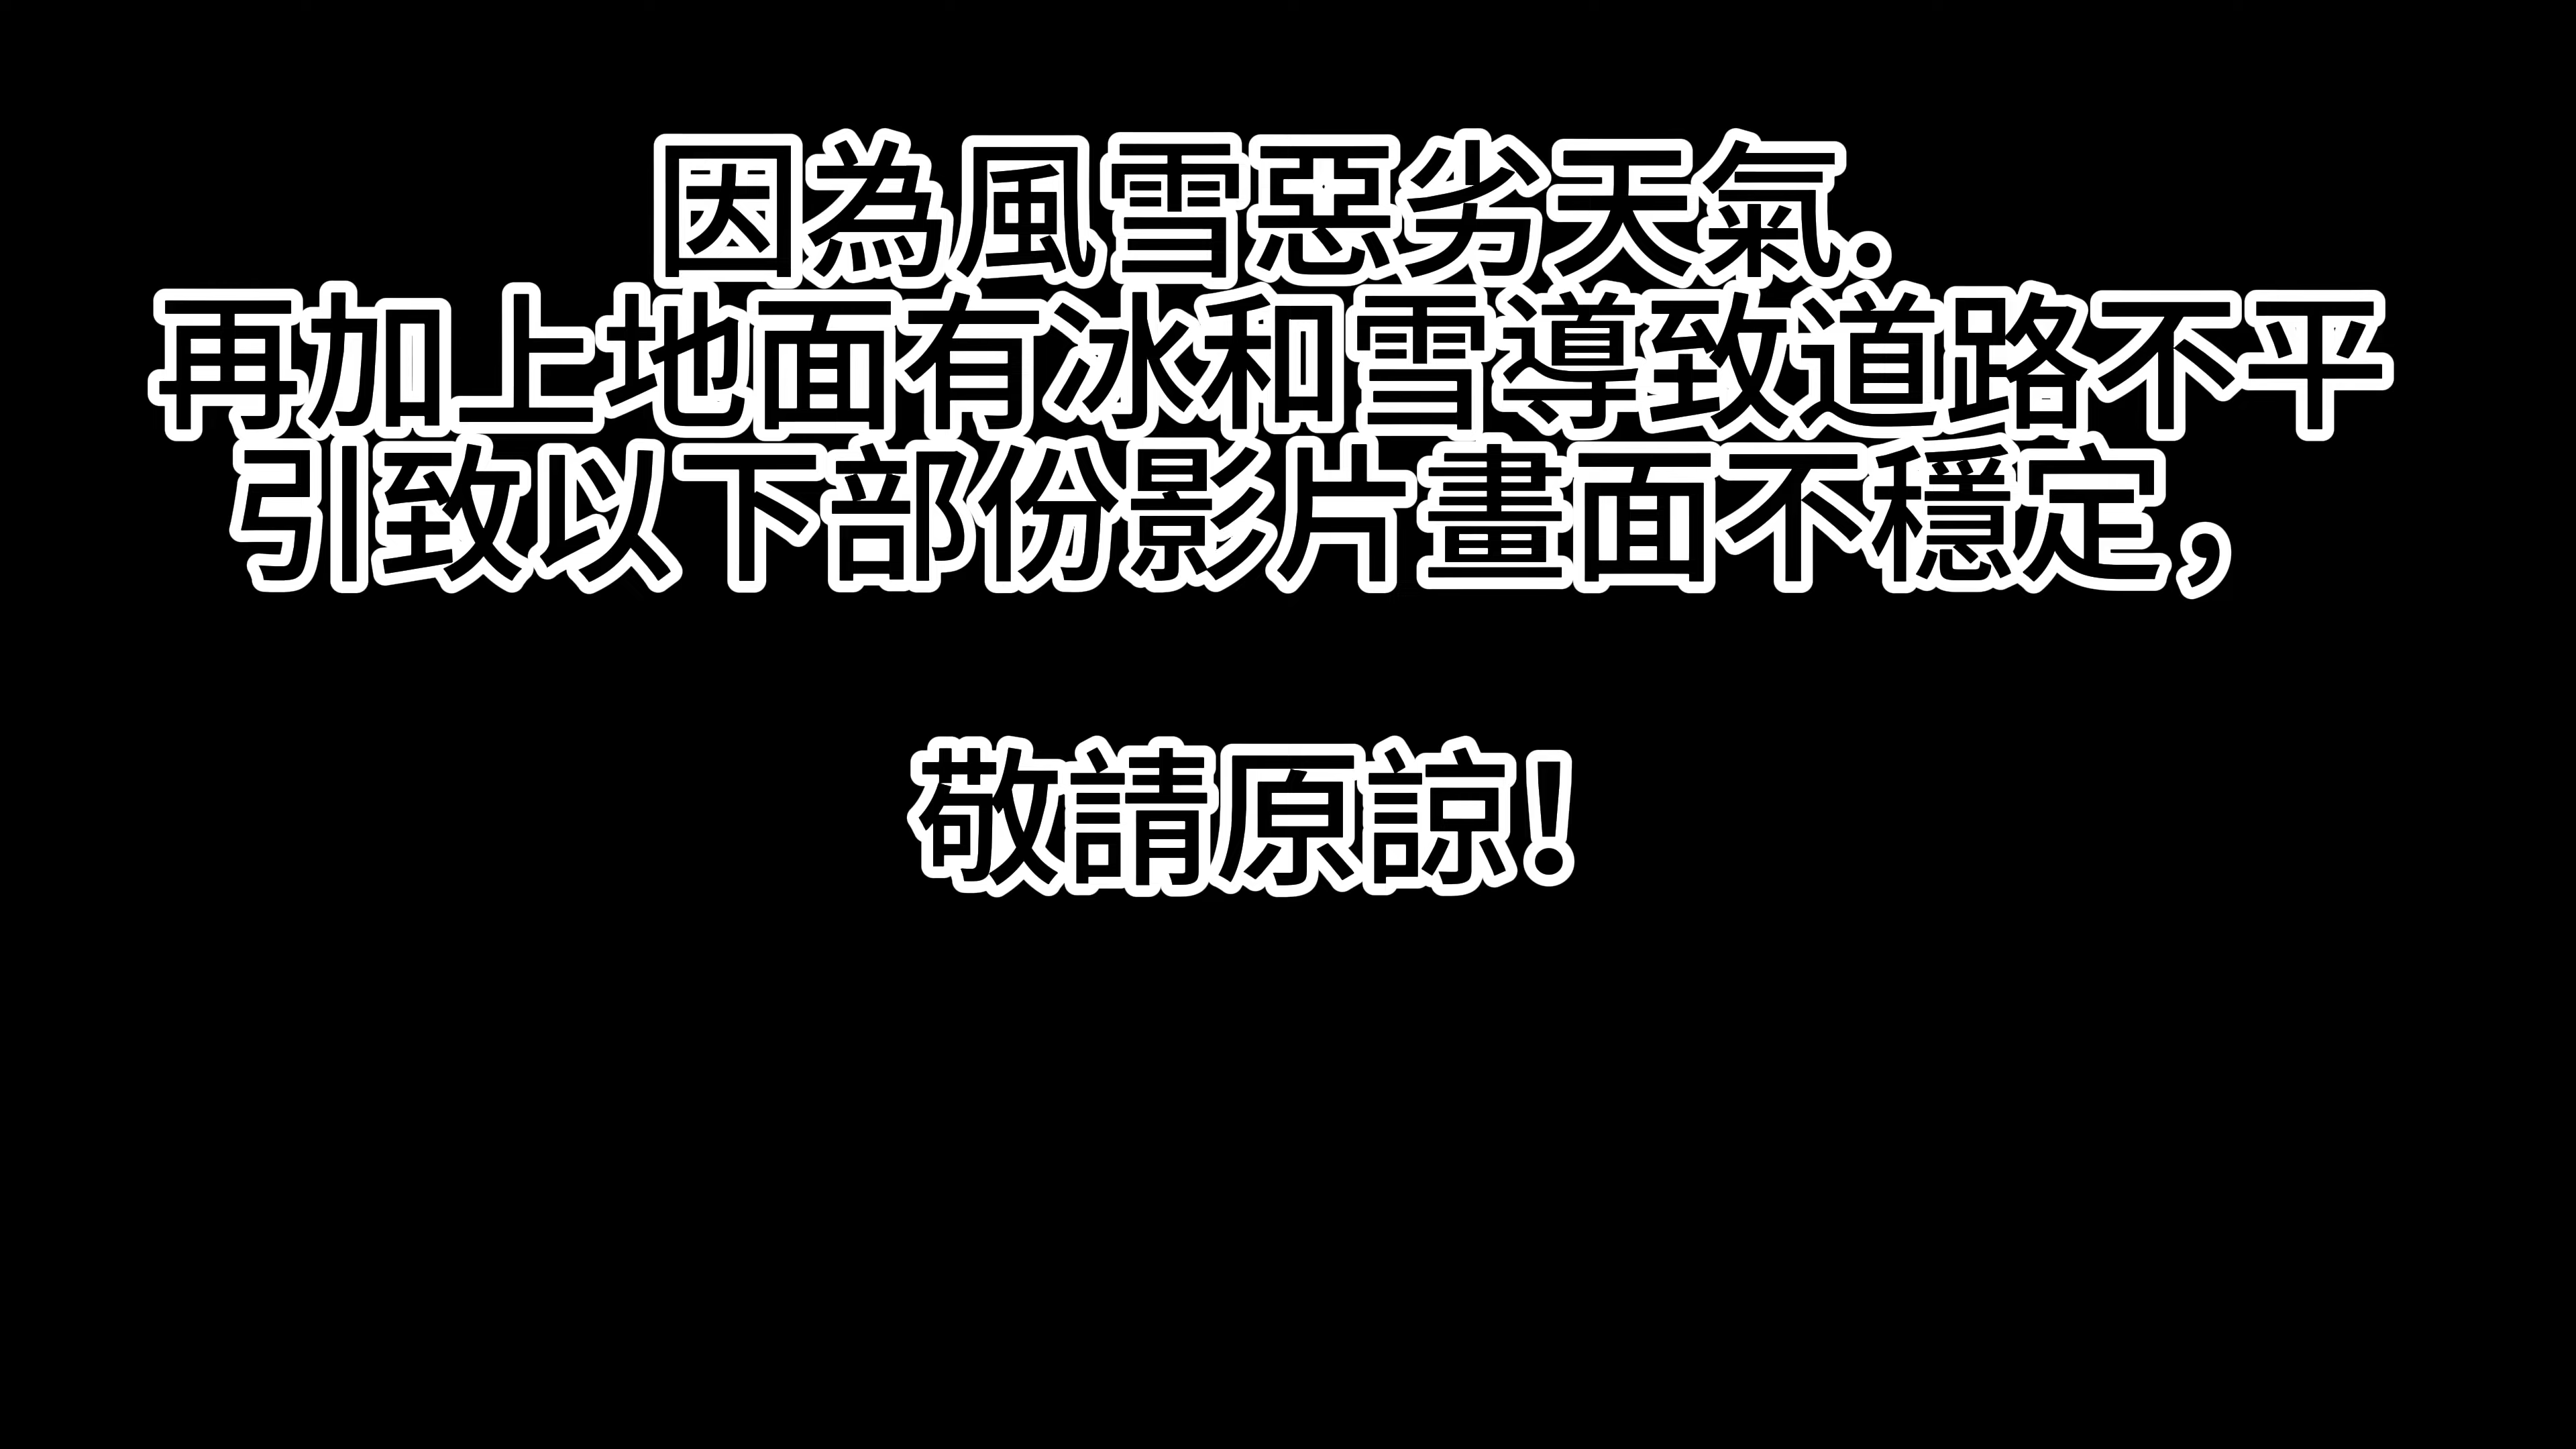 因為風雪惡劣天氣.
再加上地面有冰和雪導致道路不平
引致以下部份影片畫面不穩定，
敬請原諒!